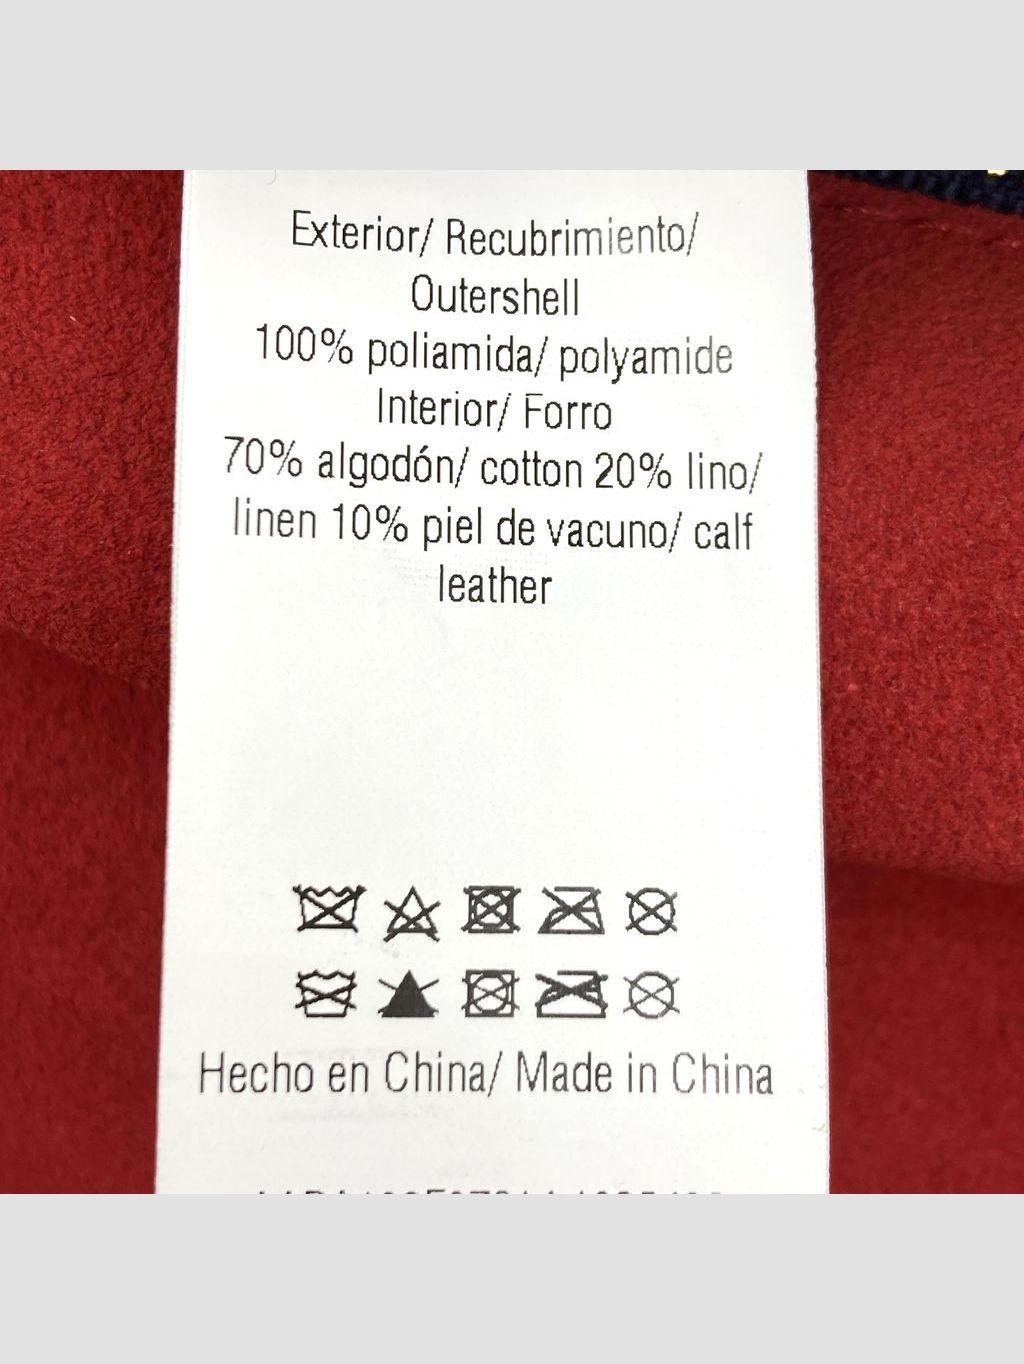 Exterior/ Recubrimiento/
Outershell
100% poliamida/ polyamide
Interior/ Forro
70% algodón/ cotton 20% lino/
linen 10% piel de vacuno/ calf
leather
Hecho en China/ Made in China